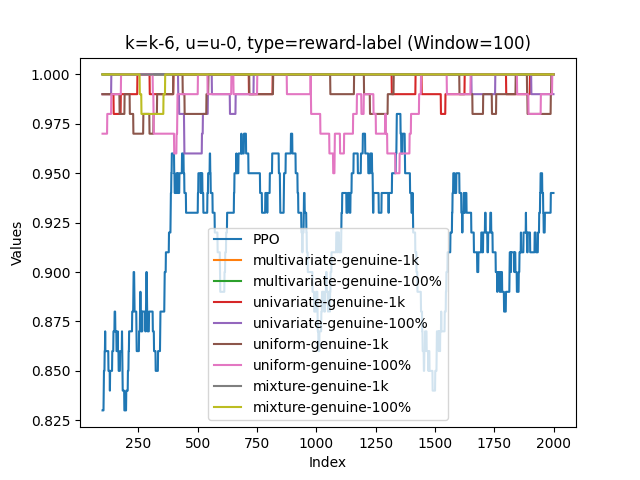 k=k-6, u=u-0, type=reward-label (Window=100)
1.000
0.975
0.950
0.925
0.900
0.875
0.850
0.825
Values
PPO
multivariate-genuine-1k
multivariate-genuine-100%
univariate-genuine-1k
univariate-genuine-100%
uniform-genuine-1k
uniform-genuine-100%
mixture-genuine-1k
mixture-genuine-100%
250 500 750 1000 1250 1500 1750 2000
Index